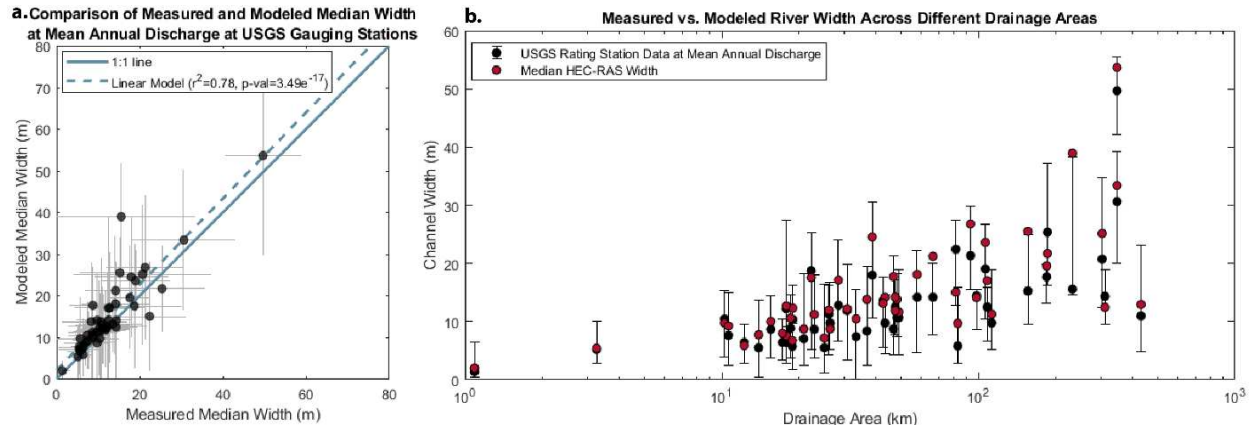 a. Comparison of Measured and Modeled Median Width
at Mean Annual Discharge at USGS Gauging Stations
80
70
60
50
40
30
20
10
0
1:1 line
Linear Model (r²=0.78, p-val=3.49e⁻¹⁷)
Modeled Median Width (m)
0 20 40 60 80
Measured Median Width (m)
b. Measured vs. Modeled River Width Across Different Drainage Areas
60
50
40
30
20
10
0
USGS Rating Station Data at Mean Annual Discharge
Median HEC-RAS Width
Channel Width (m)
10⁰ 10¹ 10² 10³
Drainage Area (km)